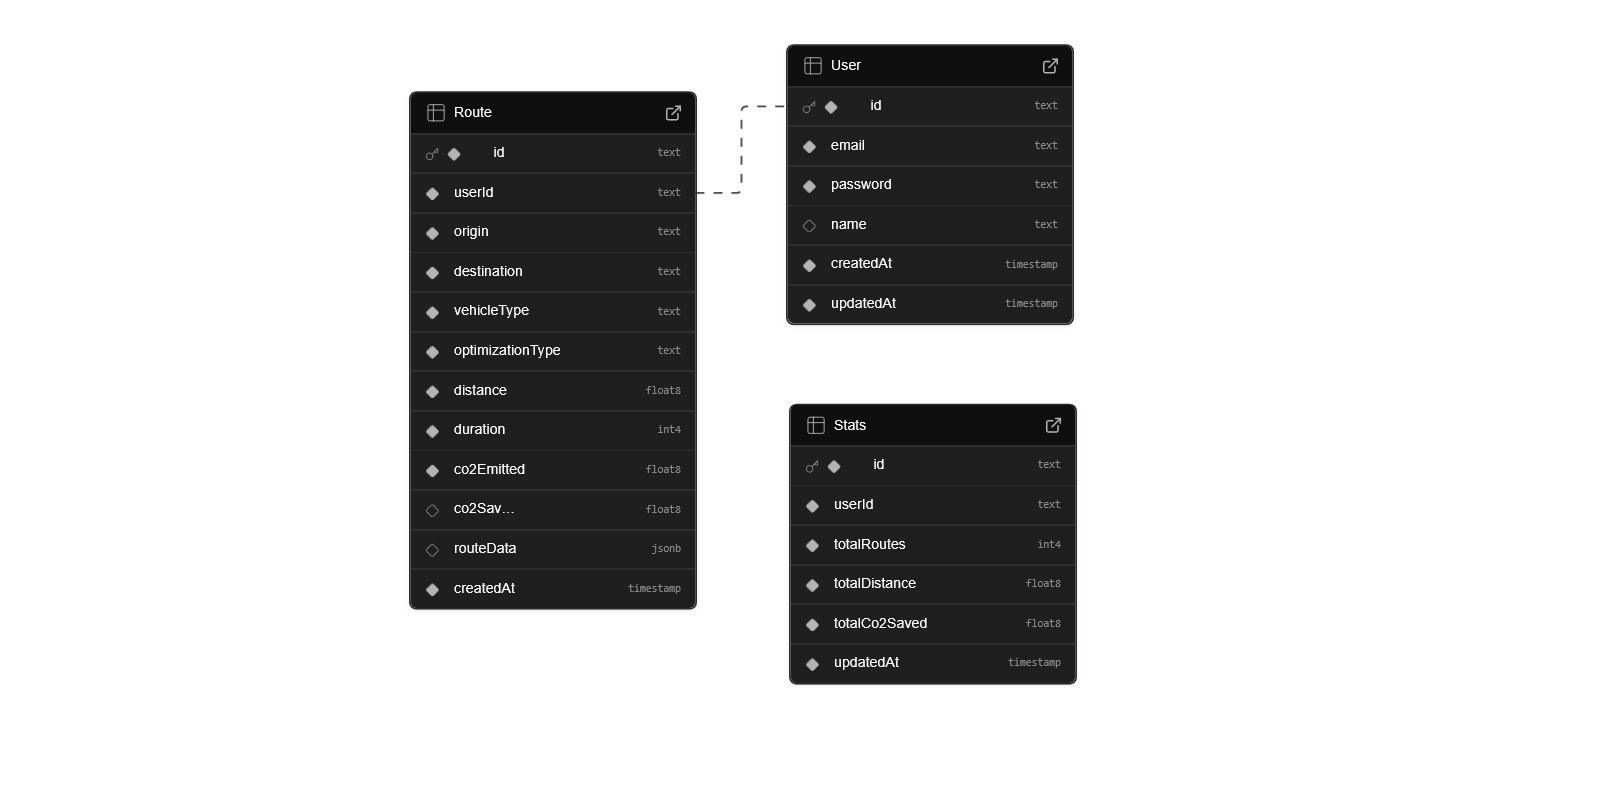 Route
id text
userId text
origin text
destination text
vehicleType text
optimizationType text
distance float8
duration int4
co2Emitted float8
co2Sav... float8
routeData jsonb
createdAt timestamp
User
id text
email text
password text
name text
createdAt timestamp
updatedAt timestamp
Stats
id text
userId text
totalRoutes int4
totalDistance float8
totalCo2Saved float8
updatedAt timestamp